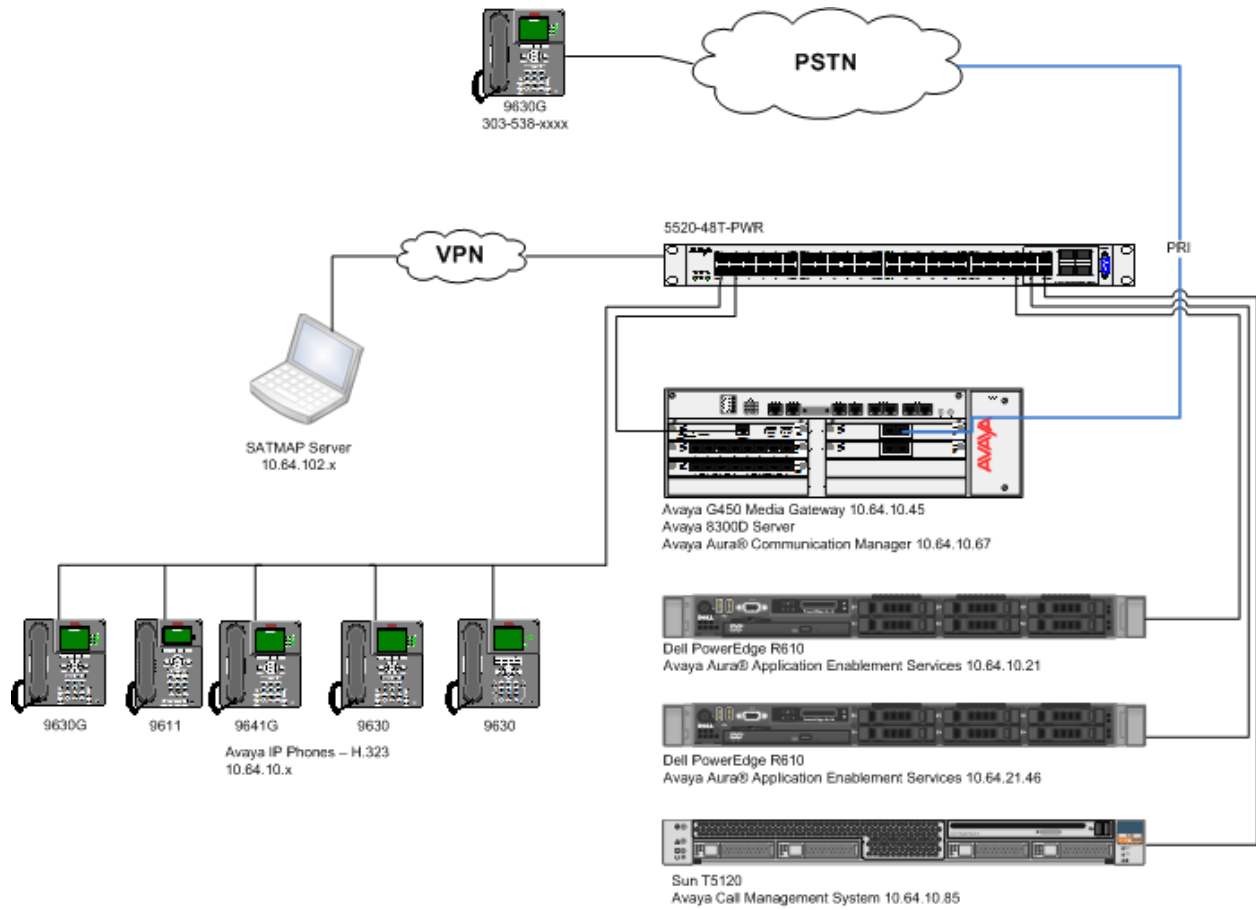 PSTN
9630G
303-538-xxxx
5520-48T-PWR
VPN
PRI
SATMAP Server
10.64.102.x
AVAYA
Avaya G450 Media Gateway 10.64.10.45
Avaya 8300D Server
Avaya Aura® Communication Manager 10.64.10.67
Dell PowerEdge R610
Avaya Aura® Application Enablement Services 10.64.10.21
9630G
9611
9641G
9630
9630
Avaya IP Phones – H.323
10.64.10.x
Dell PowerEdge R610
Avaya Aura® Application Enablement Services 10.64.21.46
Sun T5120
Avaya Call Management System 10.64.10.85